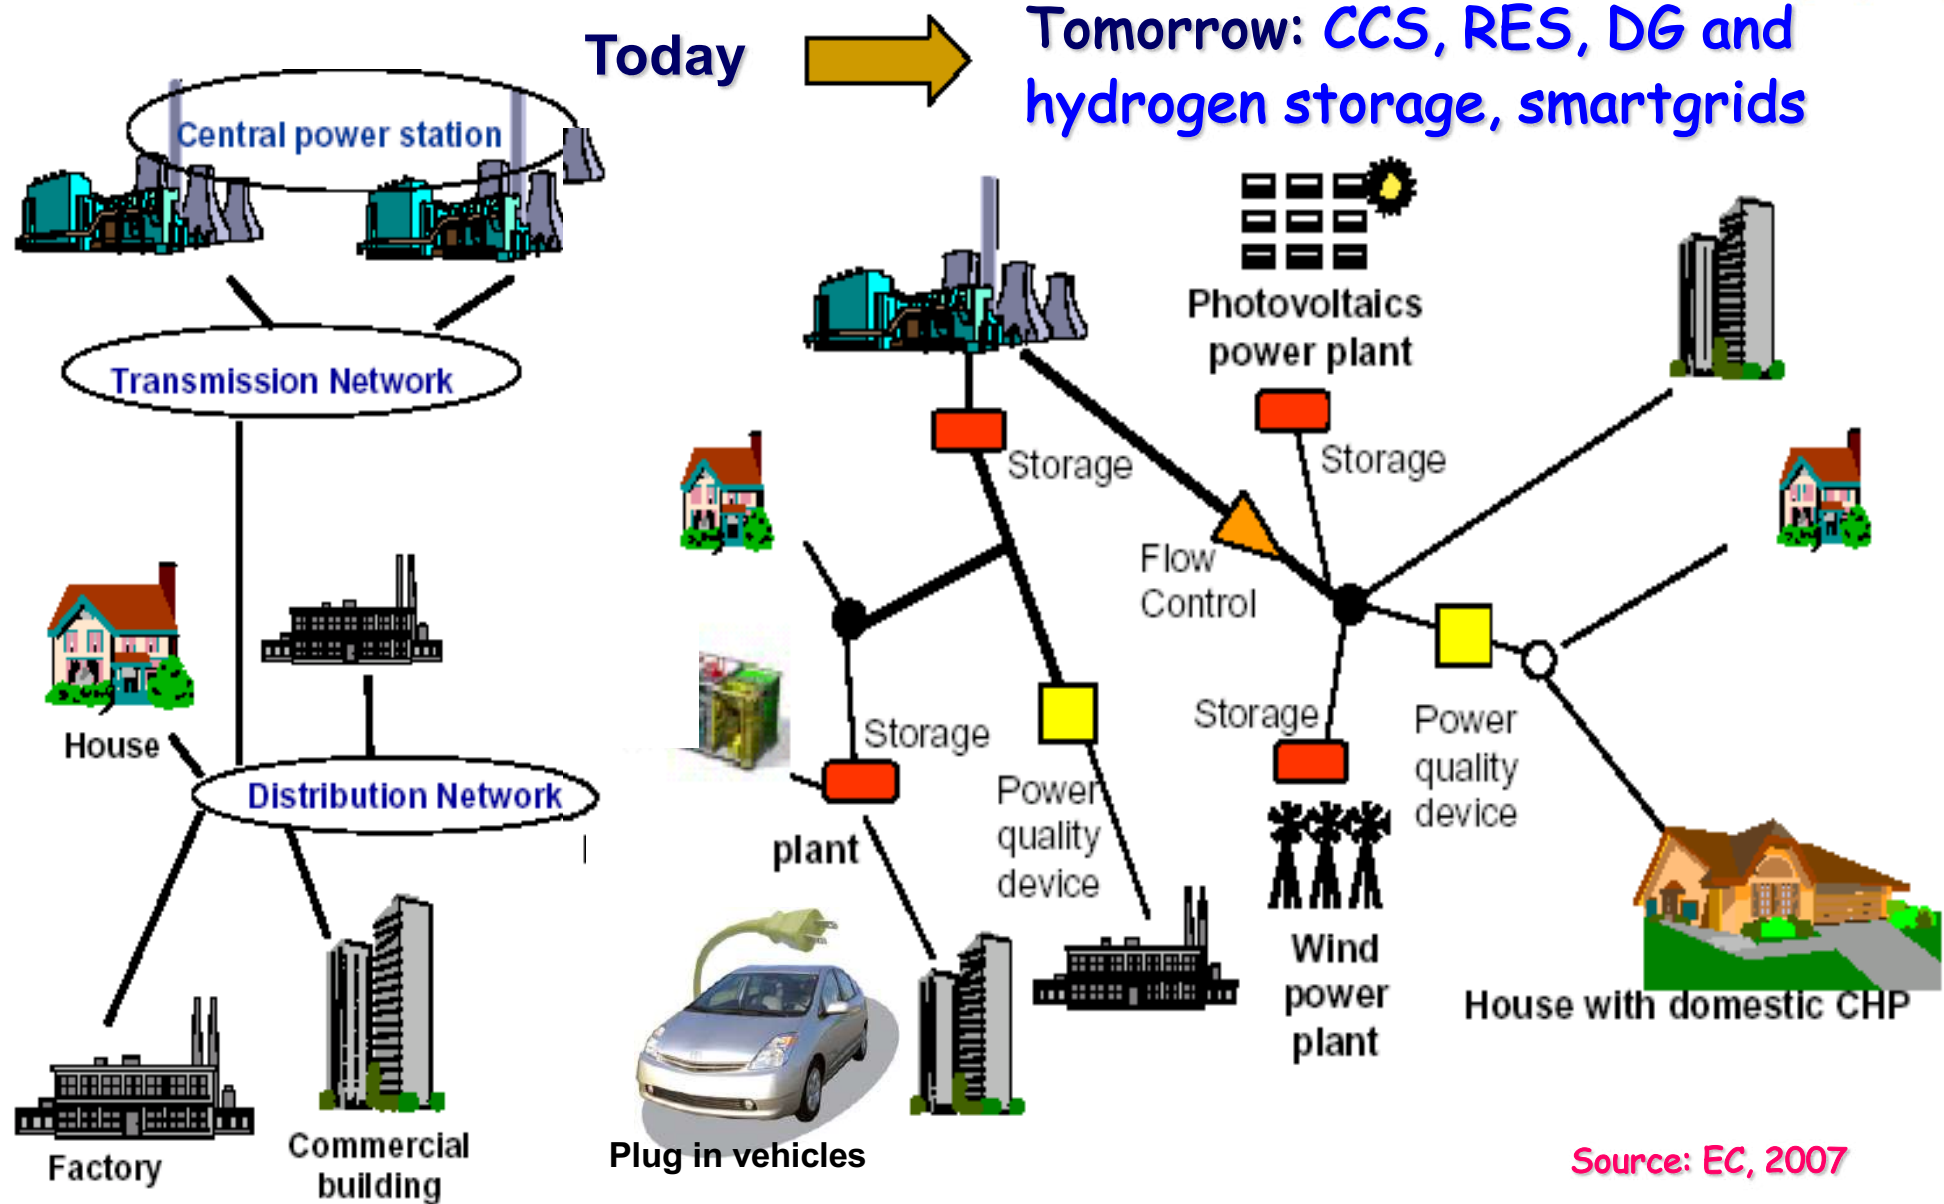 Today
Tomorrow: CCS, RES, DG and
hydrogen storage, smartgrids
Central power station
Transmission Network
House
Distribution Network
Factory
Commercial
building
Photovoltaics
power plant
Storage
Storage
Flow
Control
Storage
Storage
Power
quality
device
Power
quality
device
plant
Wind
power
plant
House with domestic CHP
Plug in vehicles
Source: EC, 2007